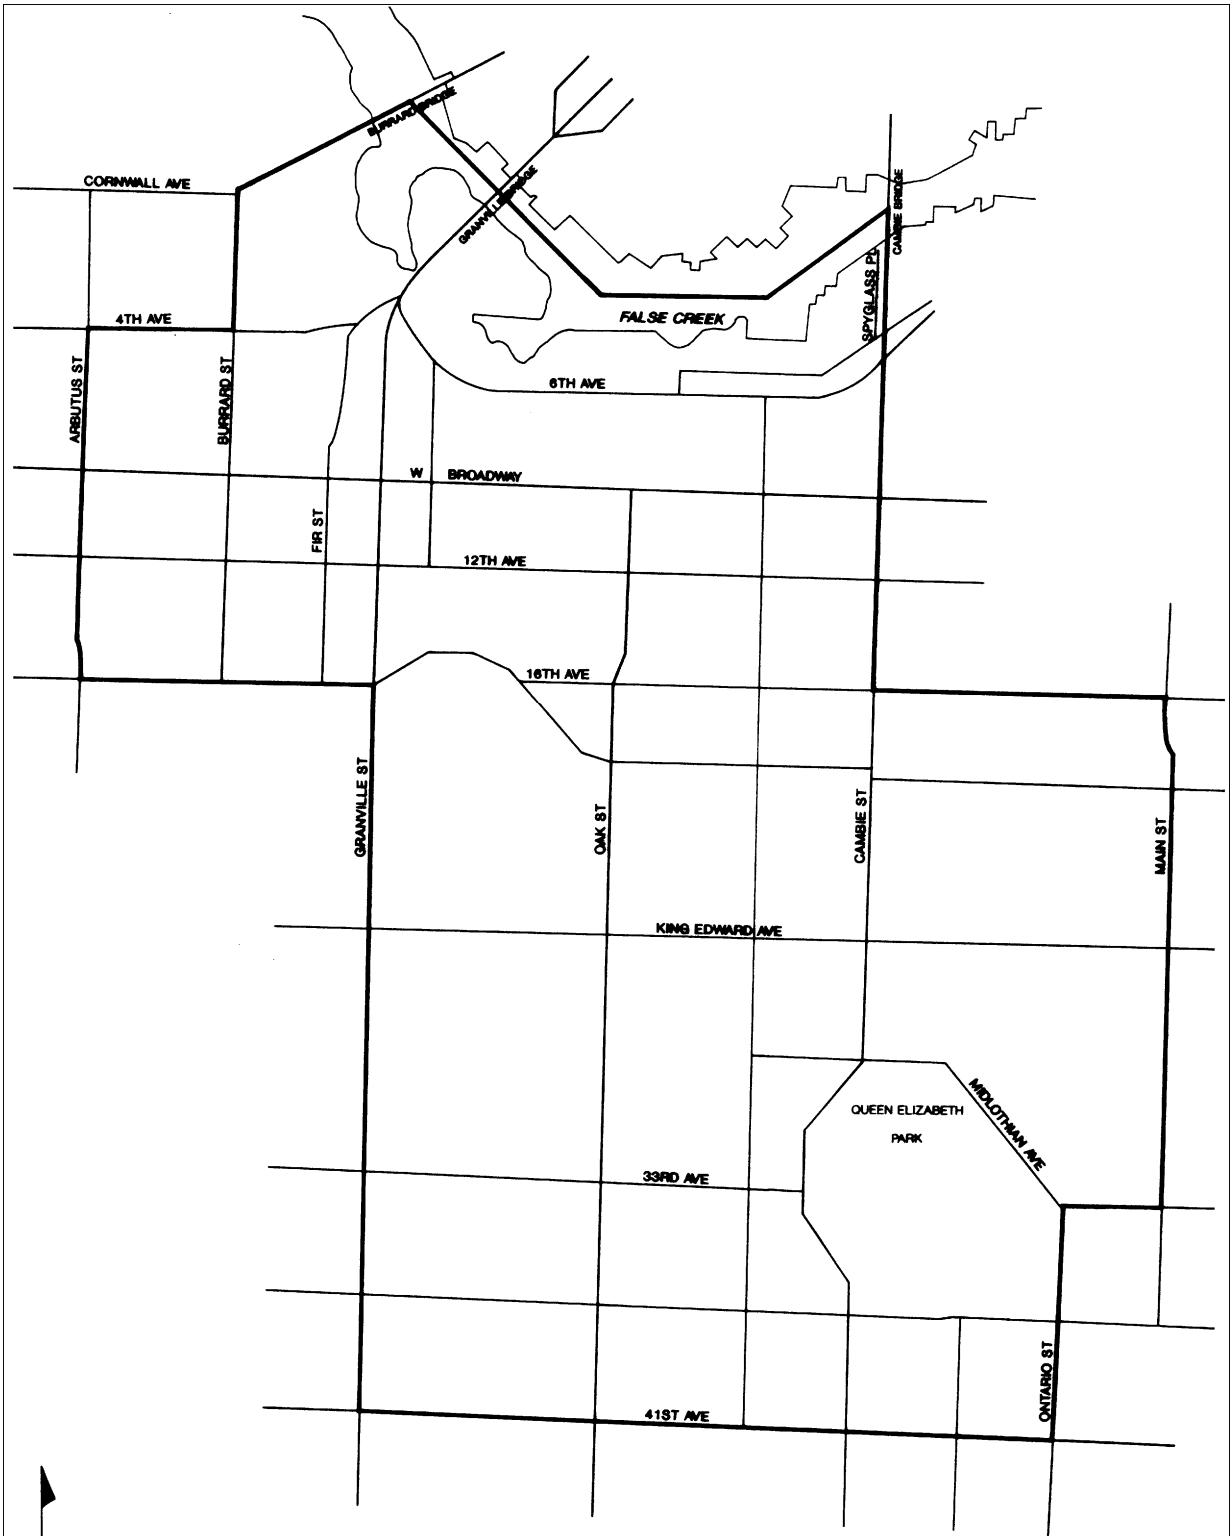 BURRARD BRIDGE
GRANVILLE BRIDGE
CAMBIE BRIDGE
CORNWALL AVE
SPYGLASS PL
4TH AVE
FALSE CREEK
ARBUTUS ST
BURRARD ST
6TH AVE
W BROADWAY
FIR ST
12TH AVE
16TH AVE
GRANVILLE ST
OAK ST
CAMBIE ST
MAIN ST
KING EDWARD AVE
QUEEN ELIZABETH
PARK
MIDLOTHIAN AVE
33RD AVE
ONTARIO ST
41ST AVE